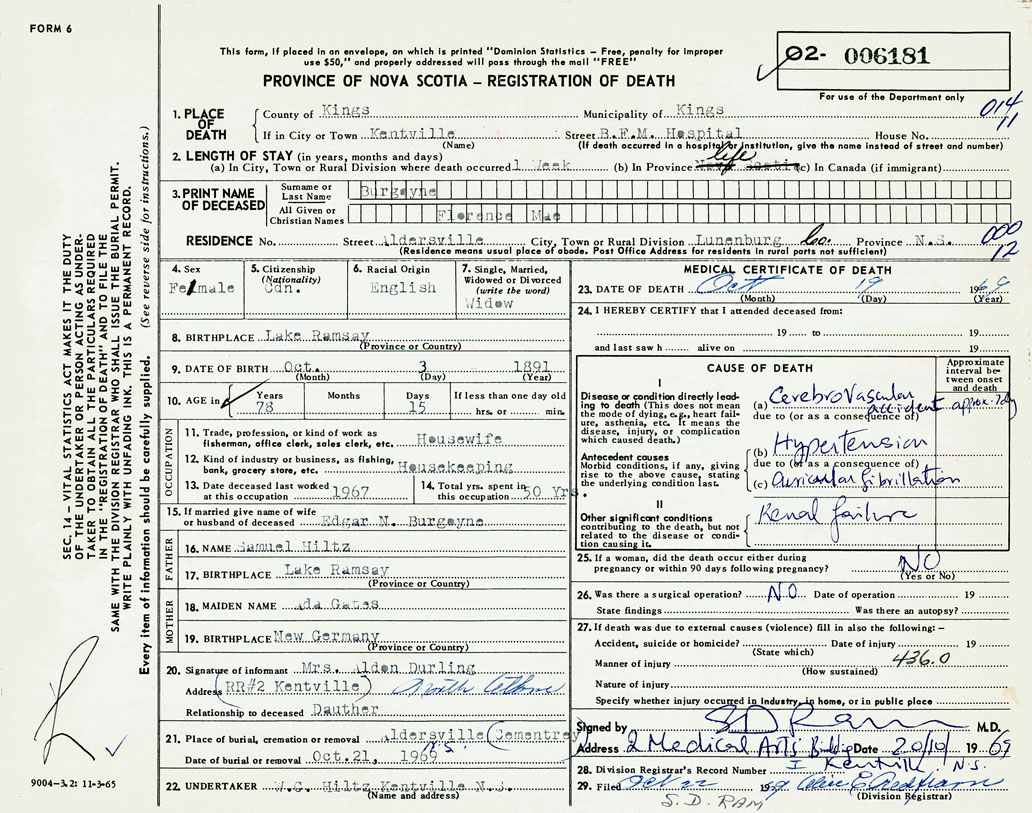 FORM 6
This form, if placed in an envelope, on which is printed "Dominion Statistics – Free, penalty for improper
use $50," and properly addressed will pass through the mail "FREE"
PROVINCE OF NOVA SCOTIA – REGISTRATION OF DEATH
02- 006181
For use of the Department only
014
11
1. PLACE OF DEATH
County of Kings Municipality of Kings
If in City or Town Kentville Street B.F.M. Hospital House No.
(Name) (If death occurred in a hospital or institution, give the name instead of street and number)
2. LENGTH OF STAY (in years, months and days)
(a) In City, Town or Rural Division where death occurred 1 Week (b) In Province Nova Scotia life (c) In Canada (if immigrant)
3. PRINT NAME OF DECEASED
Surname or Last Name Burgoyne
All Given or Christian Names Florence Mae
RESIDENCE No. Street Aldersville City, Town or Rural Division Lunenburg Co. Province N.S.
000
12
(Residence means usual place of abode. Post Office Address for residents in rural parts not sufficient)
4. Sex
Female
5. Citizenship
(Nationality)
Cdn.
6. Racial Origin
English
7. Single, Married,
Widowed or Divorced
(write the word)
Widow
8. BIRTHPLACE Lake Ramsay
(Province or Country)
9. DATE OF BIRTH Oct. 3 1891
(Month) (Day) (Year)
10. AGE in
Years Months Days If less than one day old
78 15 hrs. or min.
OCCUPATION
11. Trade, profession, or kind of work as
fisherman, office clerk, sales clerk, etc. Housewife
12. Kind of industry or business, as fishing,
bank, grocery store, etc. Housekeeping
13. Date deceased last worked
at this occupation 1967
14. Total yrs. spent in
this occupation 50 Yrs.
15. If married give name of wife
or husband of deceased Edgar N. Burgoyne
FATHER
16. NAME Samuel Hiltz
17. BIRTHPLACE Lake Ramsay
(Province or Country)
MOTHER
18. MAIDEN NAME Ada Gates
19. BIRTHPLACE New Germany
(Province or Country)
20. Signature of informant Mrs. Aldon Durling
Address (RR#2 Kentville) North
Relationship to deceased Dauther
21. Place of burial, cremation or removal Aldersville (Cementrey) N.S.
Date of burial or removal Oct.21, 1969
22. UNDERTAKER W.C. Hiltz Kentville N.S.
(Name and address)
MEDICAL CERTIFICATE OF DEATH
23. DATE OF DEATH Oct 19 1969
(Month) (Day) (Year)
24. I HEREBY CERTIFY that I attended deceased from:
19 to 19
and last saw h alive on 19
CAUSE OF DEATH
Approximate
interval be-
tween onset
and death
I
Disease or condition directly lead-
ing to death (This does not
mean the mode of dying, e.g., heart fail-
ure, asthenia, etc. It means the
disease, injury, or complication
which caused death.)
(a) Cerebrovascular accident approx. 7 day
due to (or as a consequence of)
Antecedent causes
Morbid conditions, if any, giving
rise to the above cause, stating
the underlying condition last.
(b) Hypertension
due to (or as a consequence of)
(c) Auricular fibrillation
II
Other significant conditions
contributing to the death, but not
related to the disease or condi-
tion causing it.
Renal failure
25. If a woman, did the death occur either during
pregnancy or within 90 days following pregnancy? NO
(Yes or No)
26. Was there a surgical operation? NO Date of operation 19
State findings Was there an autopsy?
27. If death was due to external causes (violence) fill in also the following: –
Accident, suicide or homicide? Date of injury 19
(State which)
Manner of injury 436.0
(How sustained)
Nature of injury
Specify whether injury occurred in Industry, in home, or in public place
Signed by S D Ram M.D.
Address 2 Medical Arts Building Date 20/10/ 1969
Kentville N.S.
28. Division Registrar's Record Number I
29. Filed Oct 22 1969 Alice E
(Division Registrar)
S. D. RAM
SEC. 14 – VITAL STATISTICS ACT MAKES IT THE DUTY
OF THE UNDERTAKER OR PERSON ACTING AS UNDER-
TAKER TO OBTAIN ALL THE PARTICULARS REQUIRED
IN THE "REGISTRATION OF DEATH" AND TO FILE THE
SAME WITH THE DIVISION REGISTRAR WHO SHALL ISSUE THE BURIAL PERMIT.
WRITE PLAINLY WITH UNFADING INK. THIS IS A PERMANENT RECORD.
Every item of information should be carefully supplied. (See reverse side for instructions.)
9004–3.2: 11-3-65